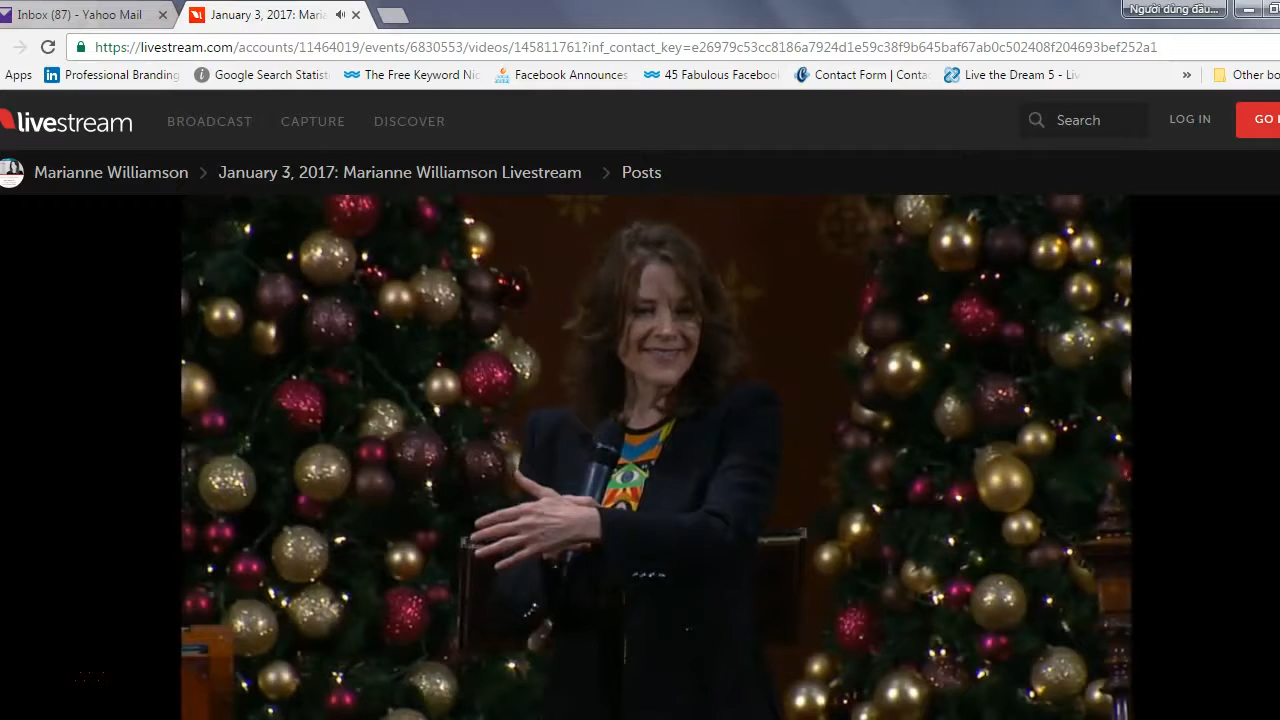 Inbox (87) - Yahoo Mail
January 3, 2017: Maria
Người dùng đầu...
https://livestream.com/accounts/11464019/events/6830553/videos/145811761?inf_contact_key=e26979c53cc8186a7924d1e59c38f9b645baf67ab0c502408f204693bef252a1
Apps Professional Branding Google Search Statist The Free Keyword Nic Facebook Announces 45 Fabulous Facebook Contact Form | Conta Live the Dream 5 - Liv » Other bo
livestream BROADCAST CAPTURE DISCOVER Search LOG IN GO L
Marianne Williamson > January 3, 2017: Marianne Williamson Livestream > Posts